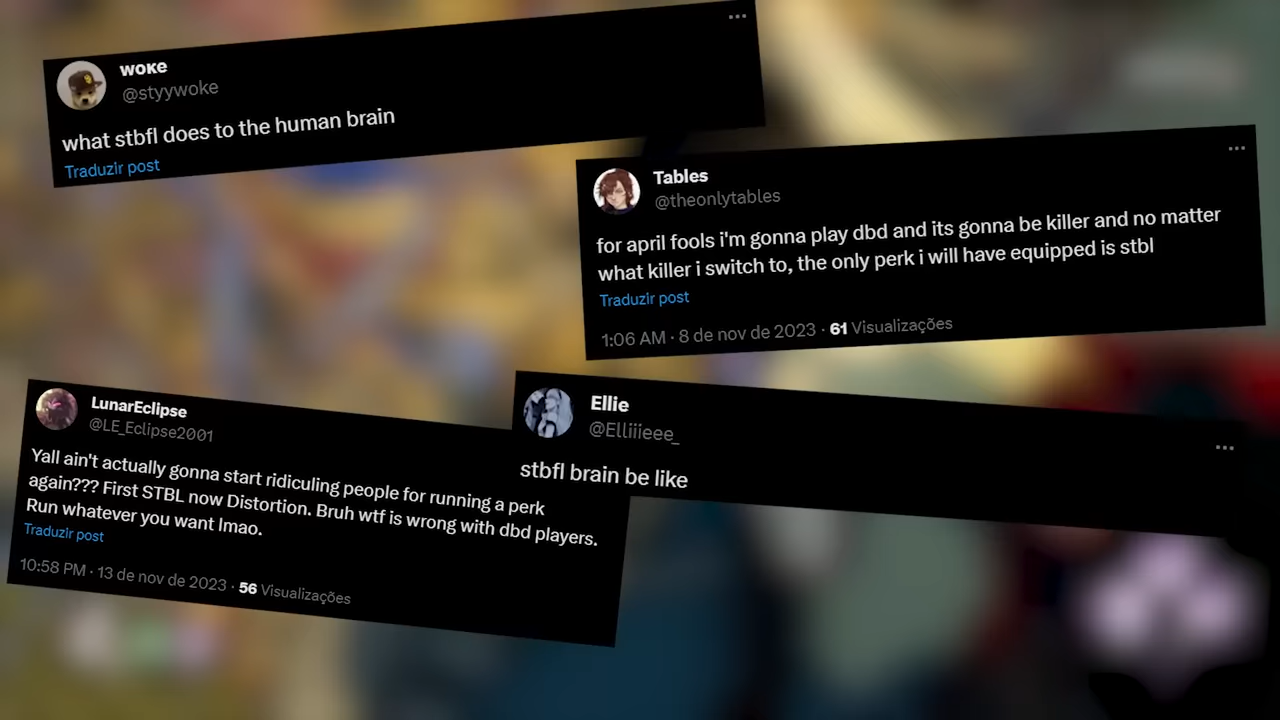 woke
@styywoke
what stbfl does to the human brain
Traduzir post
Tables
@theonlytables
for april fools i'm gonna play dbd and its gonna be killer and no matter
what killer i switch to, the only perk i will have equipped is stbl
Traduzir post
1:06 AM · 8 de nov de 2023 · 61 Visualizações
LunarEclipse
@LE_Eclipse2001
Yall ain't actually gonna start ridiculing people for running a perk
again??? First STBL now Distortion. Bruh wtf is wrong with dbd players.
Run whatever you want lmao.
Traduzir post
10:58 PM · 13 de nov de 2023 · 56 Visualizações
Ellie
@Elliiieee_
stbfl brain be like